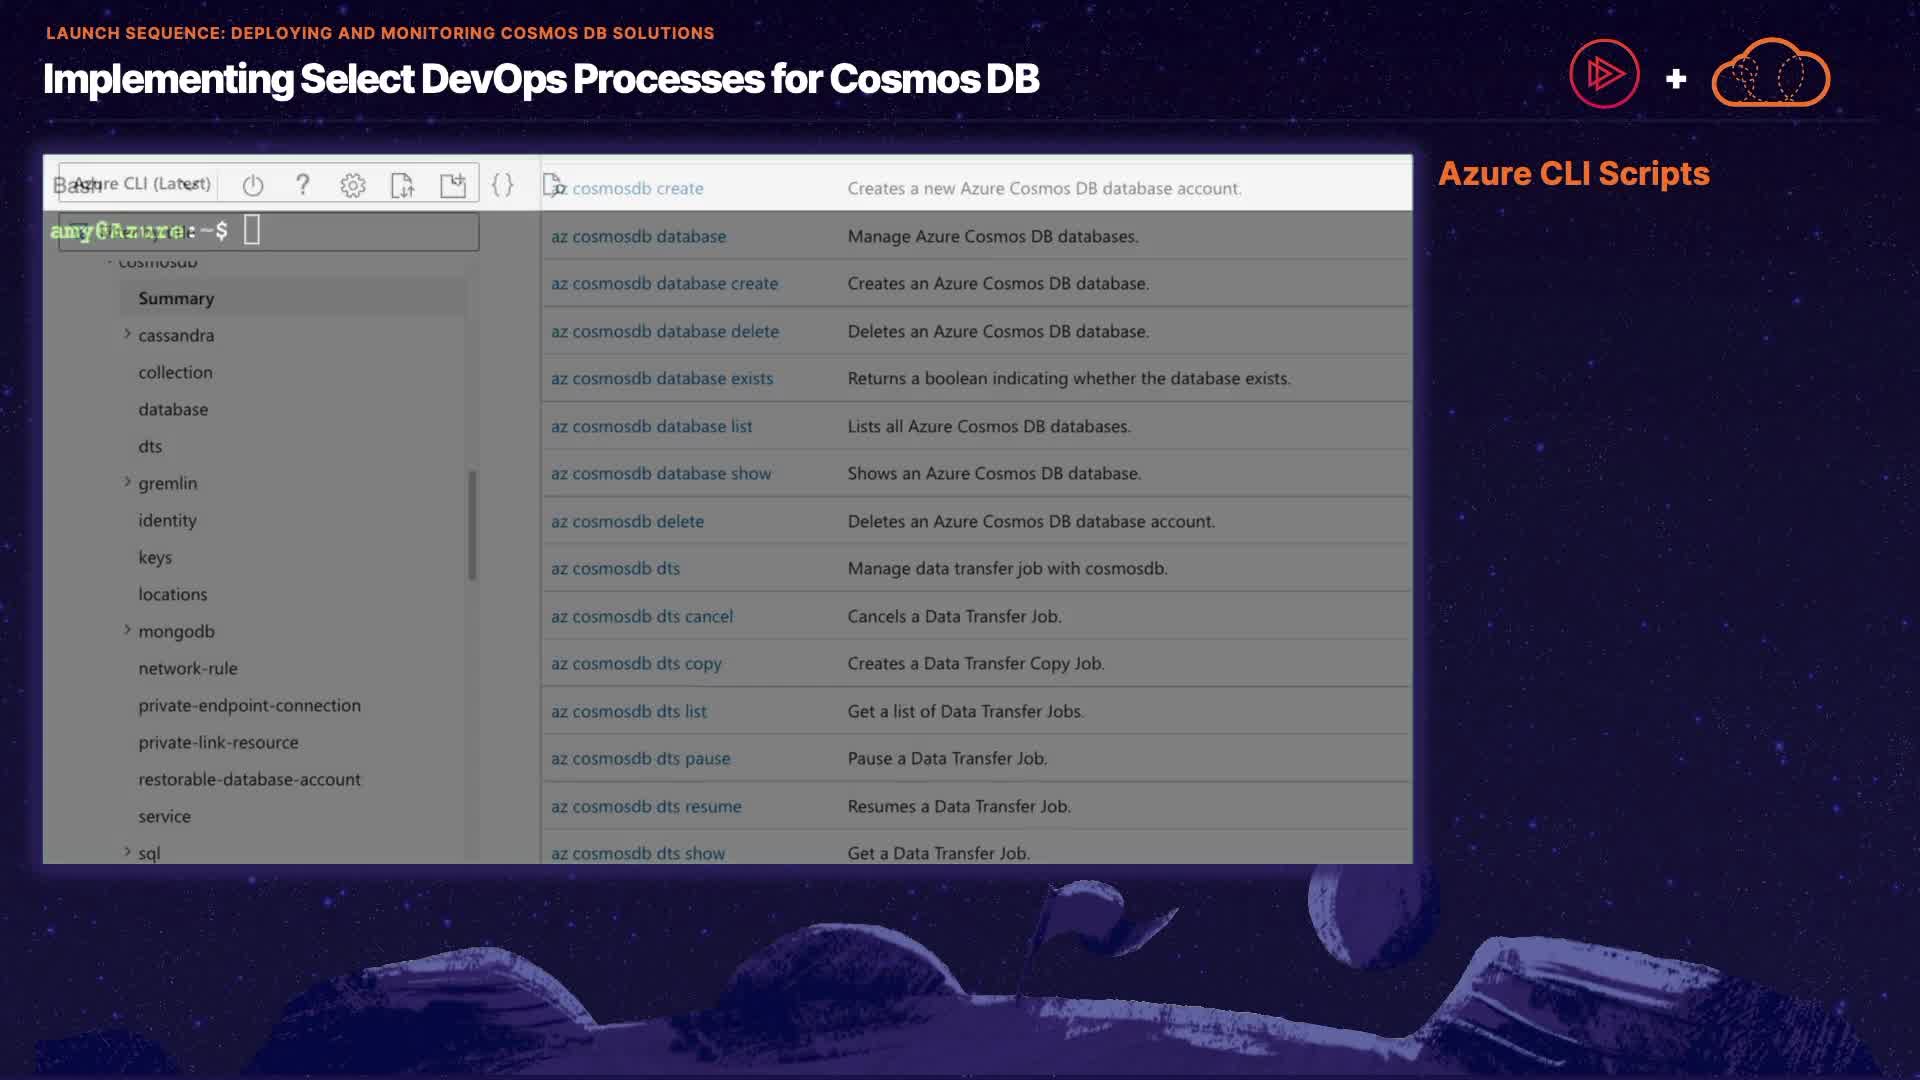 LAUNCH SEQUENCE: DEPLOYING AND MONITORING COSMOS DB SOLUTIONS
Implementing Select DevOps Processes for Cosmos DB
+
Azure CLI Scripts
Bash
Azure CLI (Latest)
amy@Azure:~$
cosmosdb
Summary
cassandra
collection
database
dts
gremlin
identity
keys
locations
mongodb
network-rule
private-endpoint-connection
private-link-resource
restorable-database-account
service
sql
az cosmosdb create Creates a new Azure Cosmos DB database account.
az cosmosdb database Manage Azure Cosmos DB databases.
az cosmosdb database create Creates an Azure Cosmos DB database.
az cosmosdb database delete Deletes an Azure Cosmos DB database.
az cosmosdb database exists Returns a boolean indicating whether the database exists.
az cosmosdb database list Lists all Azure Cosmos DB databases.
az cosmosdb database show Shows an Azure Cosmos DB database.
az cosmosdb delete Deletes an Azure Cosmos DB database account.
az cosmosdb dts Manage data transfer job with cosmosdb.
az cosmosdb dts cancel Cancels a Data Transfer Job.
az cosmosdb dts copy Creates a Data Transfer Copy Job.
az cosmosdb dts list Get a list of Data Transfer Jobs.
az cosmosdb dts pause Pause a Data Transfer Job.
az cosmosdb dts resume Resumes a Data Transfer Job.
az cosmosdb dts show Get a Data Transfer Job.